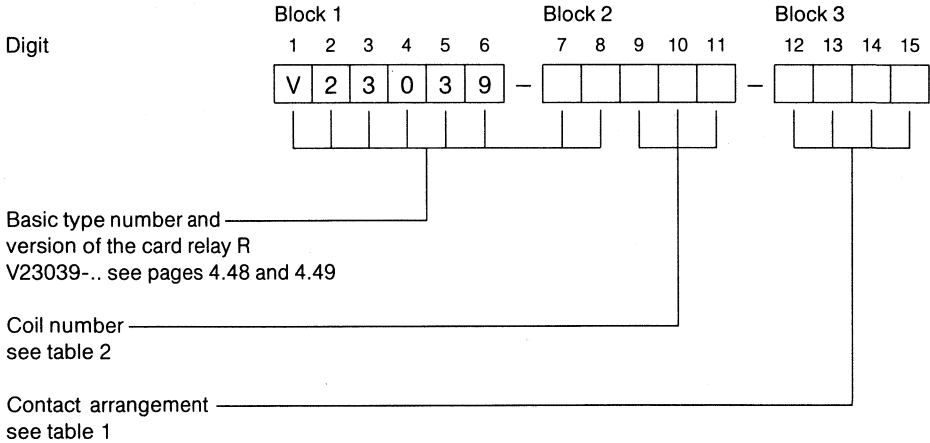 Block 1 Block 2 Block 3
Digit 1 2 3 4 5 6 7 8 9 10 11 12 13 14 15
V 2 3 0 3 9 – –
Basic type number and
version of the card relay R
V23039-.. see pages 4.48 and 4.49
Coil number
see table 2
Contact arrangement
see table 1